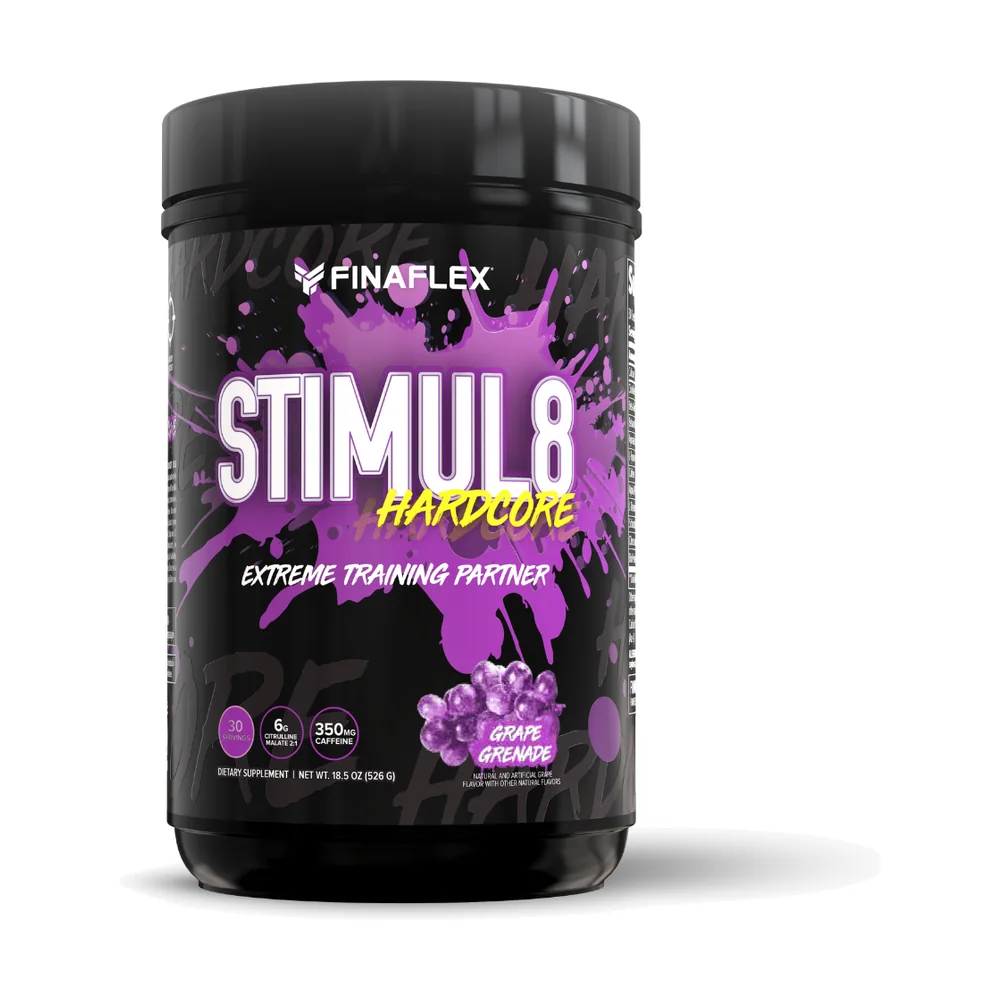 FINAFLEX®
STIMUL8
HARDCORE
EXTREME TRAINING PARTNER
30
SERVINGS
6G
CITRULLINE
MALATE 2:1
350MG
CAFFEINE
GRAPE
GRENADE
DIETARY SUPPLEMENT | NET WT. 18.5 OZ (526 G)
NATURAL AND ARTIFICIAL GRAPE
FLAVOR WITH OTHER NATURAL FLAVORS